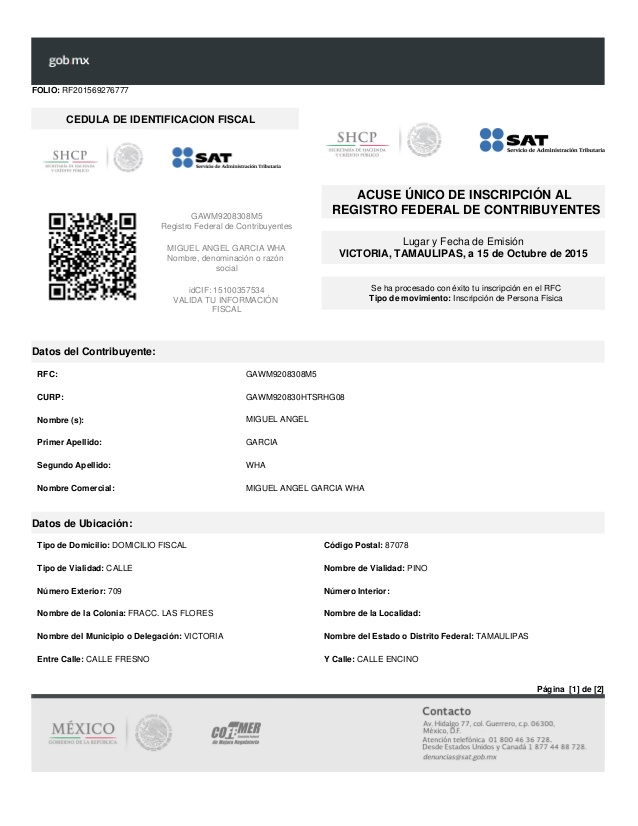 gob mx
FOLIO: RF201569276777
CEDULA DE IDENTIFICACION FISCAL
SHCP
SECRETARÍA DE HACIENDA
Y CRÉDITO PÚBLICO
SAT
Servicio de Administración Tributaria
GAWM9208308M5
Registro Federal de Contribuyentes
MIGUEL ANGEL GARCIA WHA
Nombre, denominación o razón
social
idCIF: 15100357534
VALIDA TU INFORMACIÓN
FISCAL
SHCP
SECRETARÍA DE HACIENDA
Y CRÉDITO PÚBLICO
SAT
Servicio de Administración Tributaria
ACUSE ÚNICO DE INSCRIPCIÓN AL
REGISTRO FEDERAL DE CONTRIBUYENTES
Lugar y Fecha de Emisión
VICTORIA, TAMAULIPAS, a 15 de Octubre de 2015
Se ha procesado con éxito tu inscripción en el RFC
Tipo de movimiento: Inscripción de Persona Física
Datos del Contribuyente:
RFC: GAWM9208308M5
CURP: GAWM920830HTSRHG08
Nombre (s): MIGUEL ANGEL
Primer Apellido: GARCIA
Segundo Apellido: WHA
Nombre Comercial: MIGUEL ANGEL GARCIA WHA
Datos de Ubicación:
Tipo de Domicilio: DOMICILIO FISCAL Código Postal: 87078
Tipo de Vialidad: CALLE Nombre de Vialidad: PINO
Número Exterior: 709 Número Interior:
Nombre de la Colonia: FRACC. LAS FLORES Nombre de la Localidad:
Nombre del Municipio o Delegación: VICTORIA Nombre del Estado o Distrito Federal: TAMAULIPAS
Entre Calle: CALLE FRESNO Y Calle: CALLE ENCINO
Página [1] de [2]
MÉXICO
GOBIERNO DE LA REPÚBLICA
COFEMER
de Mejora Regulatoria
Contacto
Av. Hidalgo 77, col. Guerrero, c.p. 06300,
México, D.F.
Atención telefónica 01 800 46 36 728.
Desde Estados Unidos y Canadá 1 877 44 88 728.
denuncias@sat.gob.mx